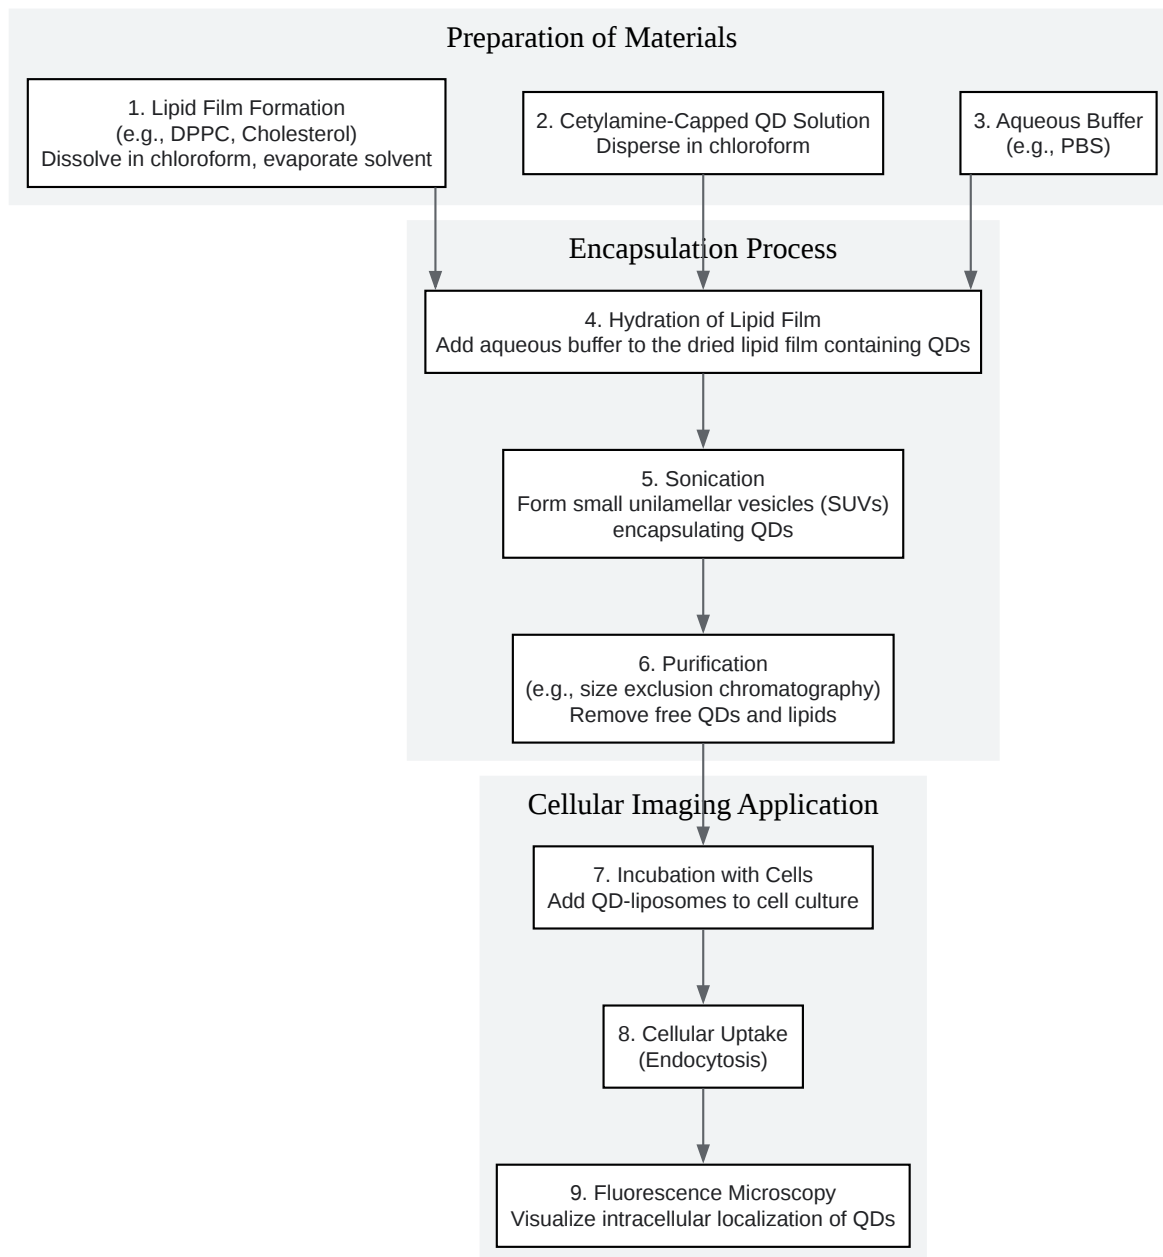 Preparation of Materials
1. Lipid Film Formation
(e.g., DPPC, Cholesterol)
Dissolve in chloroform, evaporate solvent
2. Cetylamine-Capped QD Solution
Disperse in chloroform
3. Aqueous Buffer
(e.g., PBS)
Encapsulation Process
4. Hydration of Lipid Film
Add aqueous buffer to the dried lipid film containing QDs
5. Sonication
Form small unilamellar vesicles (SUVs)
encapsulating QDs
6. Purification
(e.g., size exclusion chromatography)
Remove free QDs and lipids
Cellular Imaging Application
7. Incubation with Cells
Add QD-liposomes to cell culture
8. Cellular Uptake
(Endocytosis)
9. Fluorescence Microscopy
Visualize intracellular localization of QDs